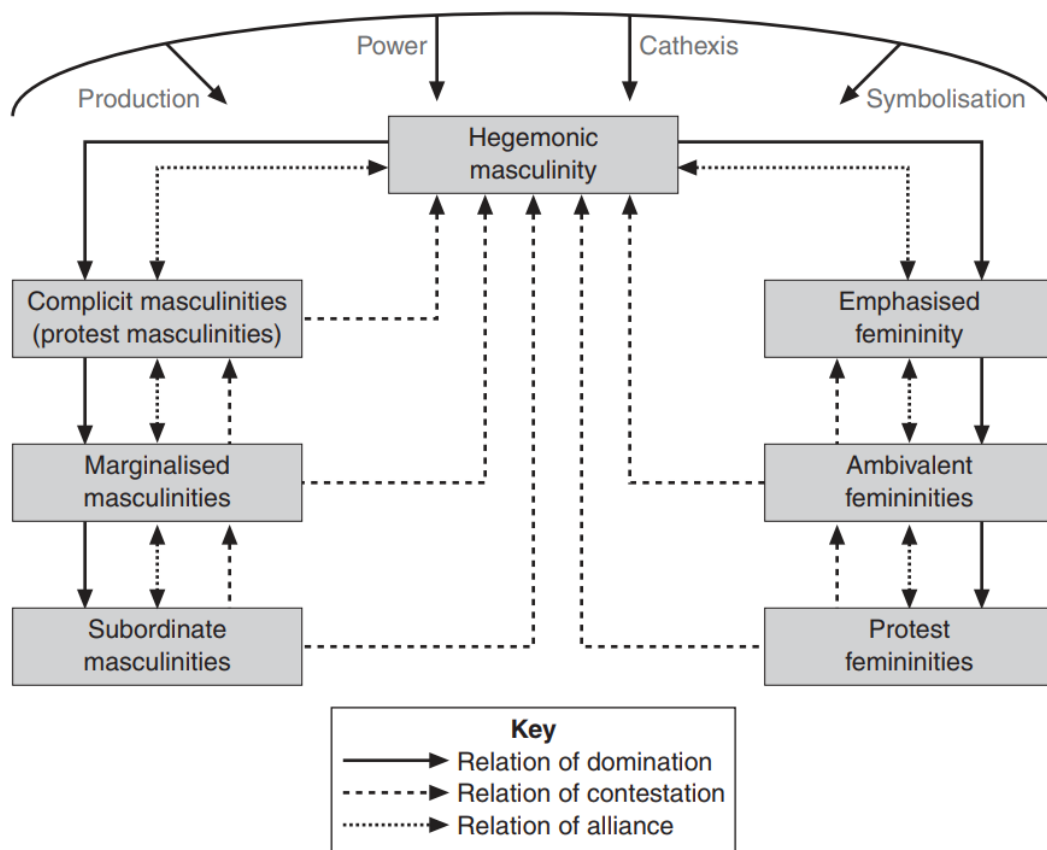 Power
Cathexis
Production
Symbolisation
Hegemonic
masculinity
Complicit masculinities
(protest masculinities)
Emphasised
femininity
Marginalised
masculinities
Ambivalent
femininities
Subordinate
masculinities
Protest
femininities
Key
Relation of domination
Relation of contestation
Relation of alliance